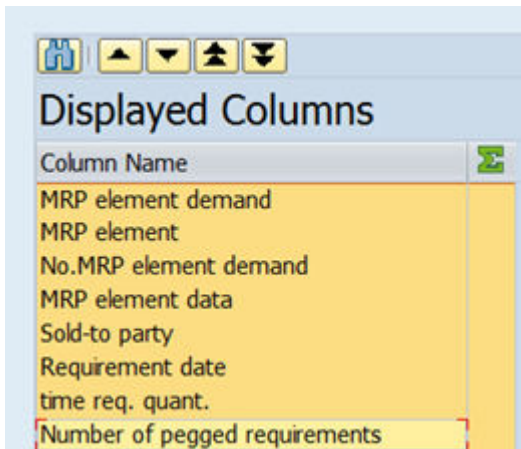 Displayed Columns
Column Name Σ
MRP element demand
MRP element
No.MRP element demand
MRP element data
Sold-to party
Requirement date
time req. quant.
Number of pegged requirements